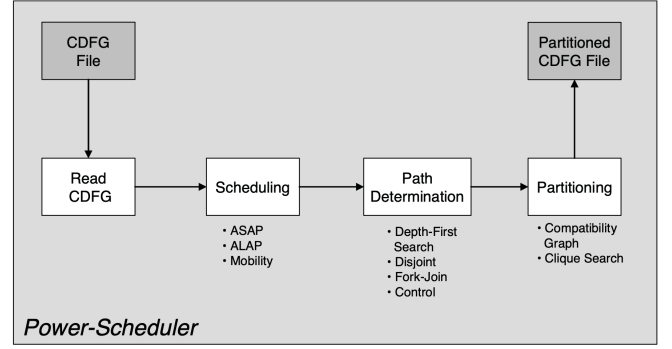 CDFG
File
Partitioned
CDFG File
Read
CDFG
Scheduling
Path
Determination
Partitioning
• ASAP
• ALAP
• Mobility
• Depth-First
Search
• Disjoint
• Fork-Join
• Control
• Compatibility
Graph
• Clique Search
Power-Scheduler